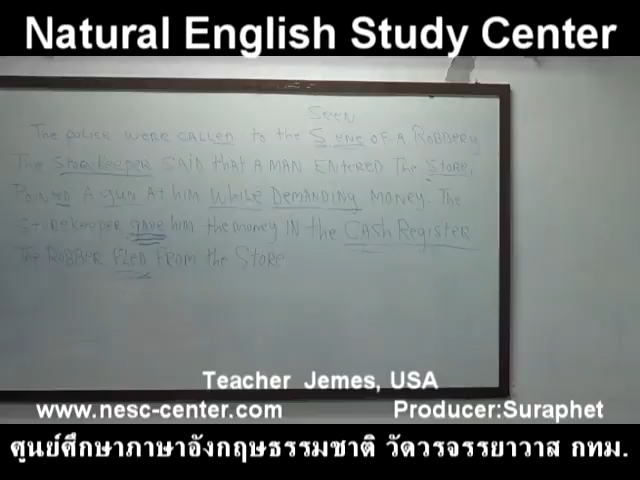 Natural English Study Center
Seen
The police were called to the S ene of a Robbery
The Storekeeper said that a man entered the store,
Pointed a gun at him while demanding money. The
Storekeeper gave him the money in the Cash Register
The Robber fled from the store
Teacher Jemes, USA
www.nesc-center.com Producer:Suraphet
ศูนย์ศึกษาภาษาอังกฤษธรรมชาติ วัดวรจรรยาวาส กทม.